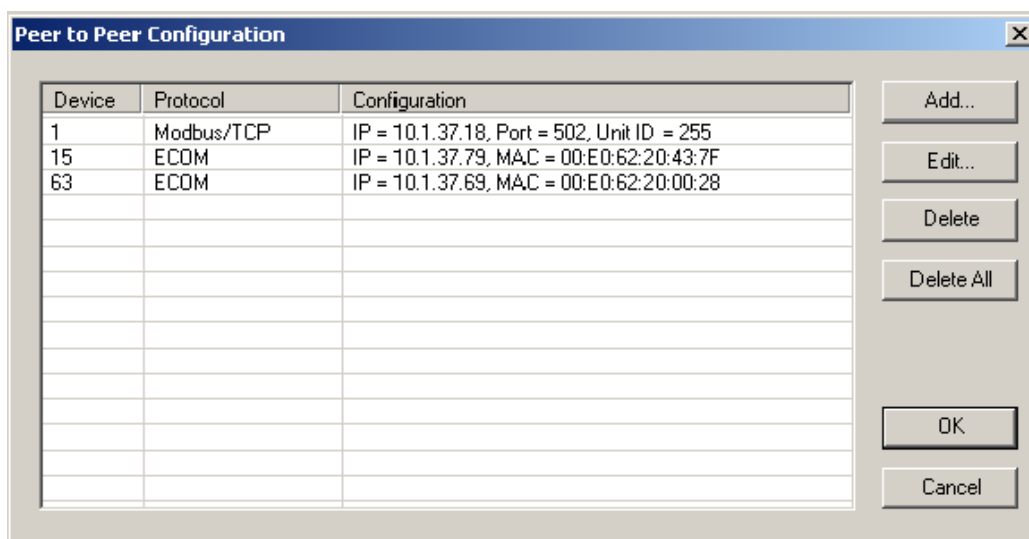 Peer to Peer Configuration
Device Protocol Configuration
1 Modbus/TCP IP = 10.1.37.18, Port = 502, Unit ID = 255
15 ECOM IP = 10.1.37.79, MAC = 00:E0:62:20:43:7F
63 ECOM IP = 10.1.37.69, MAC = 00:E0:62:20:00:28
Add...
Edit...
Delete
Delete All
OK
Cancel